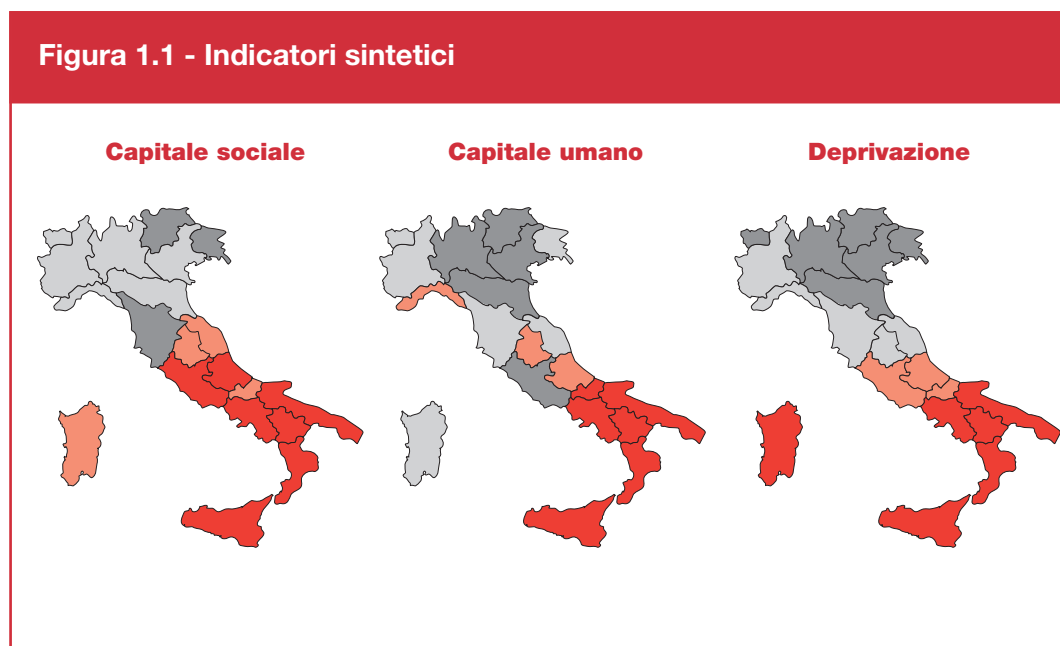 Figura 1.1 - Indicatori sintetici
Capitale sociale
Capitale umano
Deprivazione